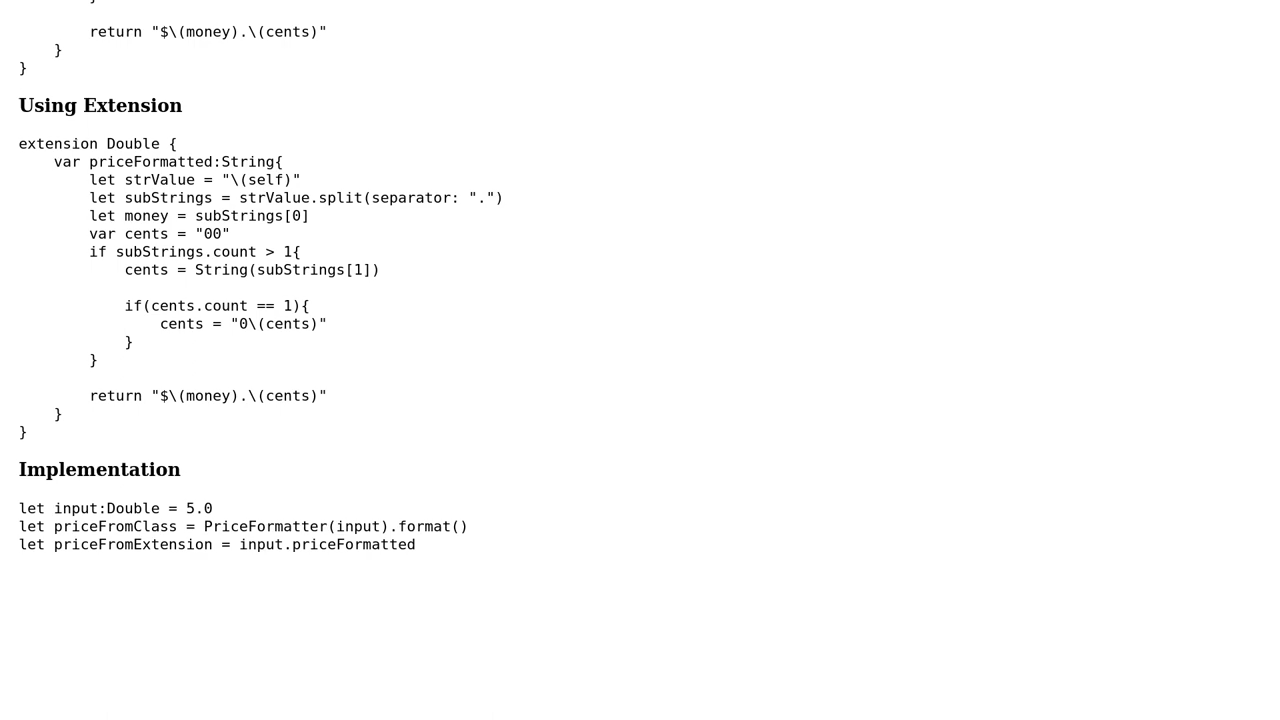 }
        return "$\(money).\(cents)"
    }
}
Using Extension
extension Double {
    var priceFormatted:String{
        let strValue = "\(self)"
        let subStrings = strValue.split(separator: ".")
        let money = subStrings[0]
        var cents = "00"
        if subStrings.count > 1{
            cents = String(subStrings[1])
            if(cents.count == 1){
                cents = "0\(cents)"
            }
        }
        return "$\(money).\(cents)"
    }
}
Implementation
let input:Double = 5.0
let priceFromClass = PriceFormatter(input).format()
let priceFromExtension = input.priceFormatted